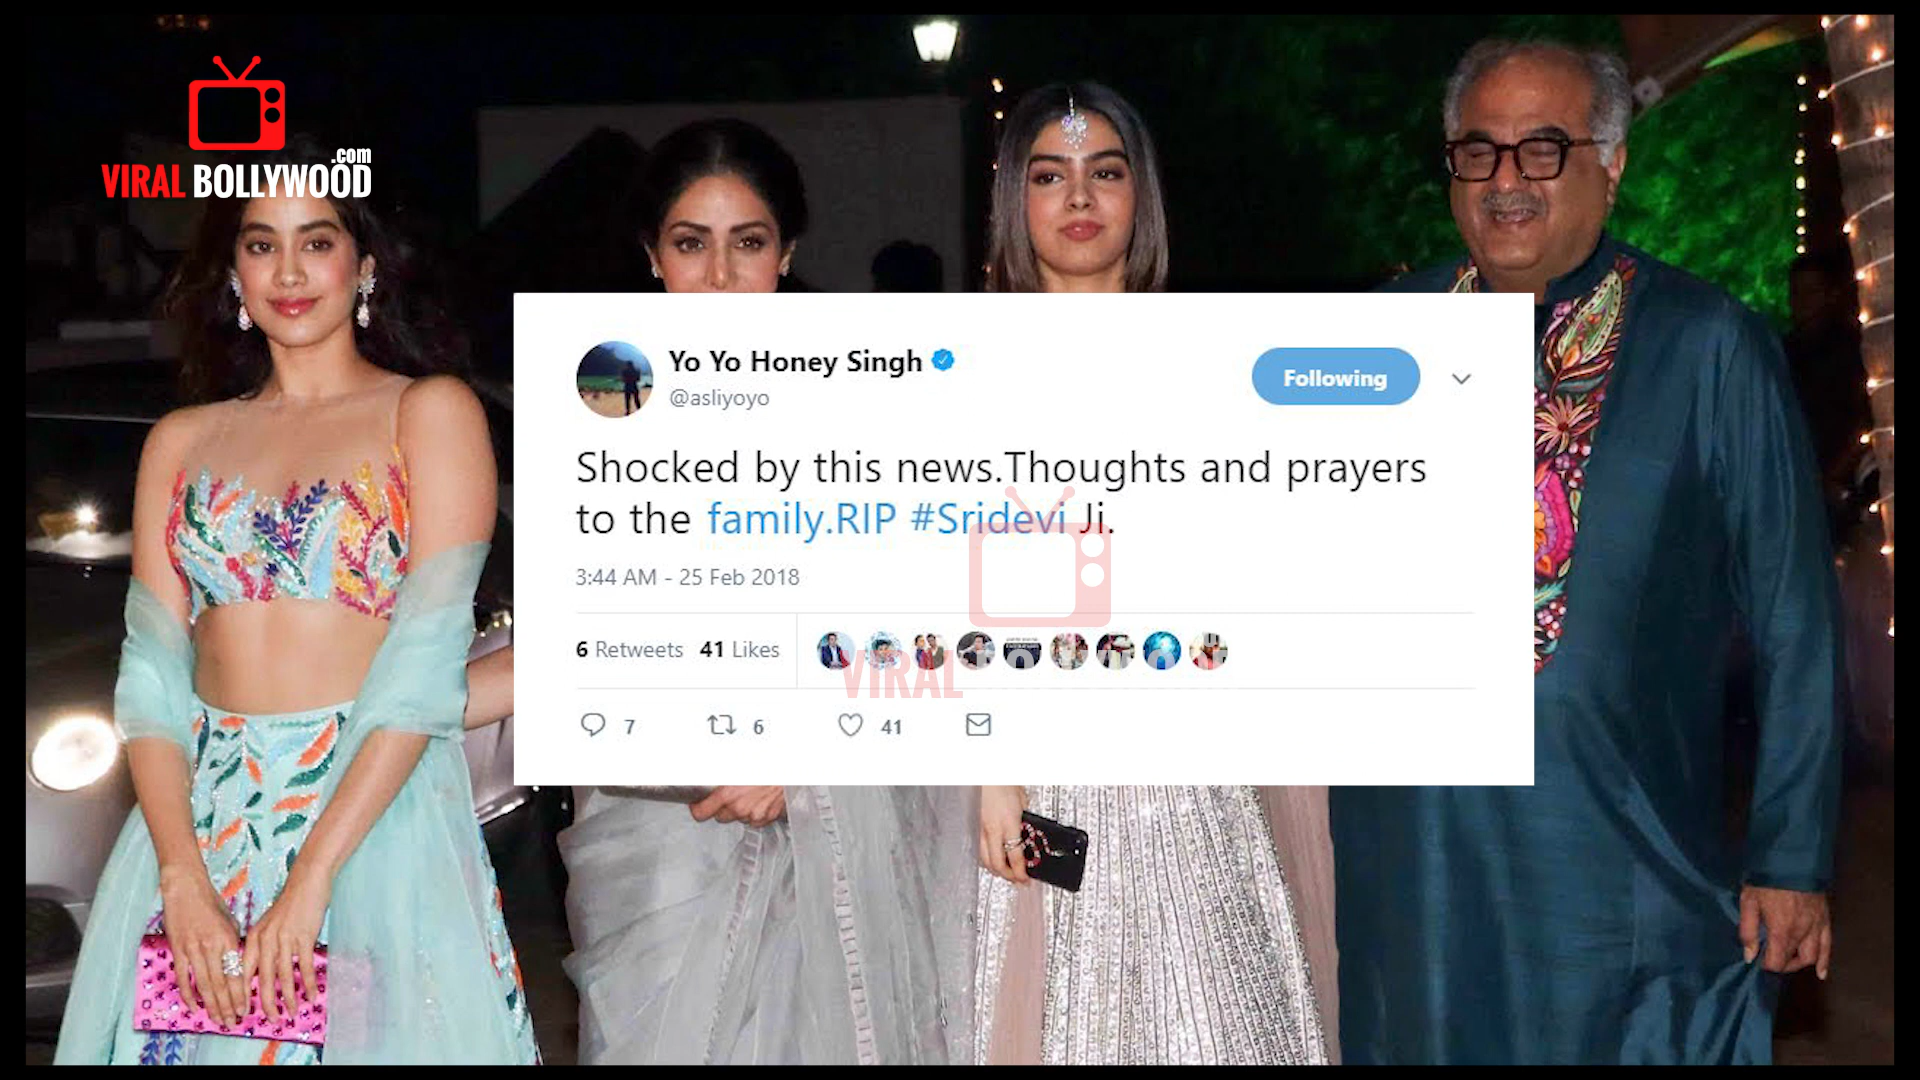 .com
VIRAL BOLLYWOOD
Yo Yo Honey Singh
@asliyoyo
Following
Shocked by this news.Thoughts and prayers
to the family.RIP #Sridevi Ji.
3:44 AM - 25 Feb 2018
6 Retweets 41 Likes
VIRAL BOLLYWOOD
7 6 41